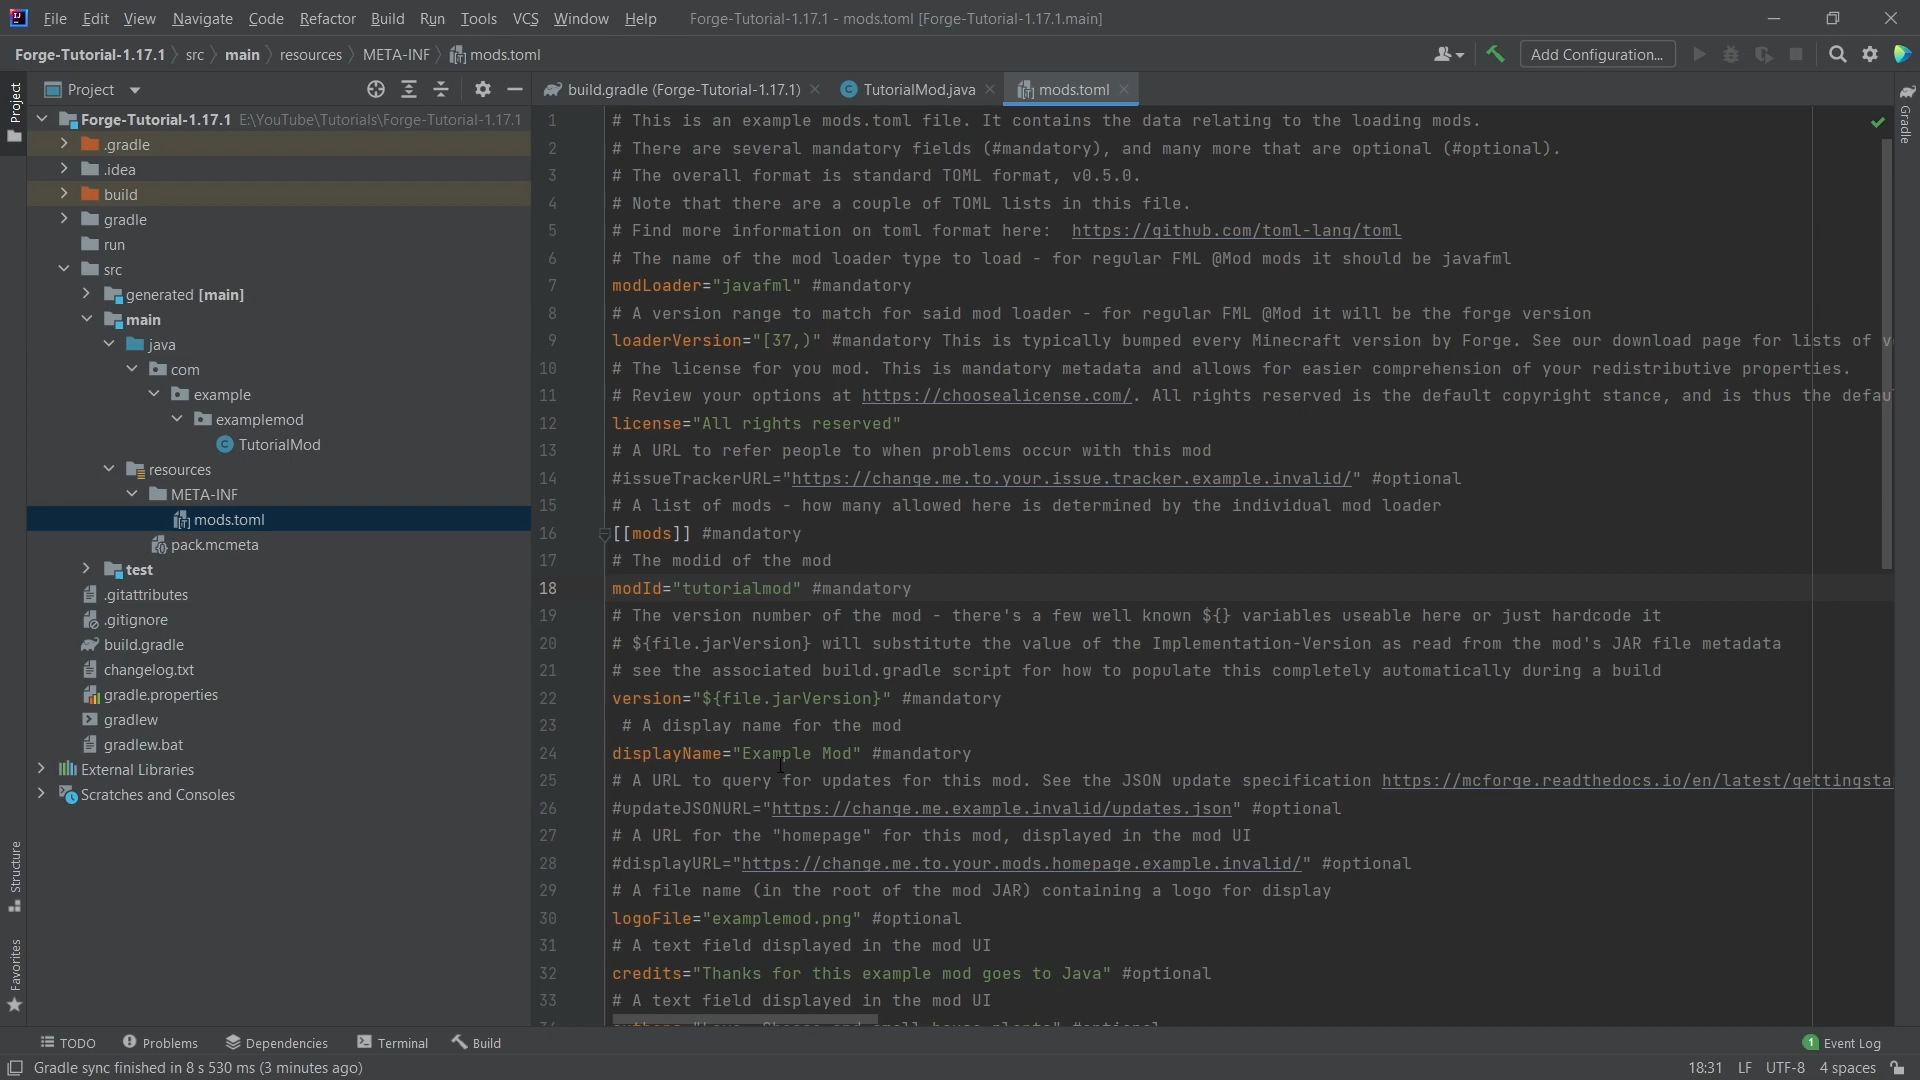 File Edit View Navigate Code Refactor Build Run Tools VCS Window Help Forge-Tutorial-1.17.1 - mods.toml [Forge-Tutorial-1.17.1.main]
Forge-Tutorial-1.17.1 src main resources META-INF mods.toml Add Configuration...
Project
Project
build.gradle (Forge-Tutorial-1.17.1) TutorialMod.java mods.toml
Gradle
Forge-Tutorial-1.17.1 E:\YouTube\Tutorials\Forge-Tutorial-1.17.1
.gradle
.idea
build
gradle
run
src
generated [main]
main
java
com
example
examplemod
TutorialMod
resources
META-INF
mods.toml
pack.mcmeta
test
.gitattributes
.gitignore
build.gradle
changelog.txt
gradle.properties
gradlew
gradlew.bat
External Libraries
Scratches and Consoles
Structure
Favorites
1 # This is an example mods.toml file. It contains the data relating to the loading mods.
2 # There are several mandatory fields (#mandatory), and many more that are optional (#optional).
3 # The overall format is standard TOML format, v0.5.0.
4 # Note that there are a couple of TOML lists in this file.
5 # Find more information on toml format here:  https://github.com/toml-lang/toml
6 # The name of the mod loader type to load - for regular FML @Mod mods it should be javafml
7 modLoader="javafml" #mandatory
8 # A version range to match for said mod loader - for regular FML @Mod it will be the forge version
9 loaderVersion="[37,)" #mandatory This is typically bumped every Minecraft version by Forge. See our download page for lists of v
10 # The license for you mod. This is mandatory metadata and allows for easier comprehension of your redistributive properties.
11 # Review your options at https://choosealicense.com/. All rights reserved is the default copyright stance, and is thus the defau
12 license="All rights reserved"
13 # A URL to refer people to when problems occur with this mod
14 #issueTrackerURL="https://change.me.to.your.issue.tracker.example.invalid/" #optional
15 # A list of mods - how many allowed here is determined by the individual mod loader
16 [[mods]] #mandatory
17 # The modid of the mod
18 modId="tutorialmod" #mandatory
19 # The version number of the mod - there's a few well known ${} variables useable here or just hardcode it
20 # ${file.jarVersion} will substitute the value of the Implementation-Version as read from the mod's JAR file metadata
21 # see the associated build.gradle script for how to populate this completely automatically during a build
22 version="${file.jarVersion}" #mandatory
23  # A display name for the mod
24 displayName="Example Mod" #mandatory
25 # A URL to query for updates for this mod. See the JSON update specification https://mcforge.readthedocs.io/en/latest/gettingsta
26 #updateJSONURL="https://change.me.example.invalid/updates.json" #optional
27 # A URL for the "homepage" for this mod, displayed in the mod UI
28 #displayURL="https://change.me.to.your.mods.homepage.example.invalid/" #optional
29 # A file name (in the root of the mod JAR) containing a logo for display
30 logoFile="examplemod.png" #optional
31 # A text field displayed in the mod UI
32 credits="Thanks for this example mod goes to Java" #optional
33 # A text field displayed in the mod UI
TODO Problems Dependencies Terminal Build 1 Event Log
Gradle sync finished in 8 s 530 ms (3 minutes ago) 18:31 LF UTF-8 4 spaces